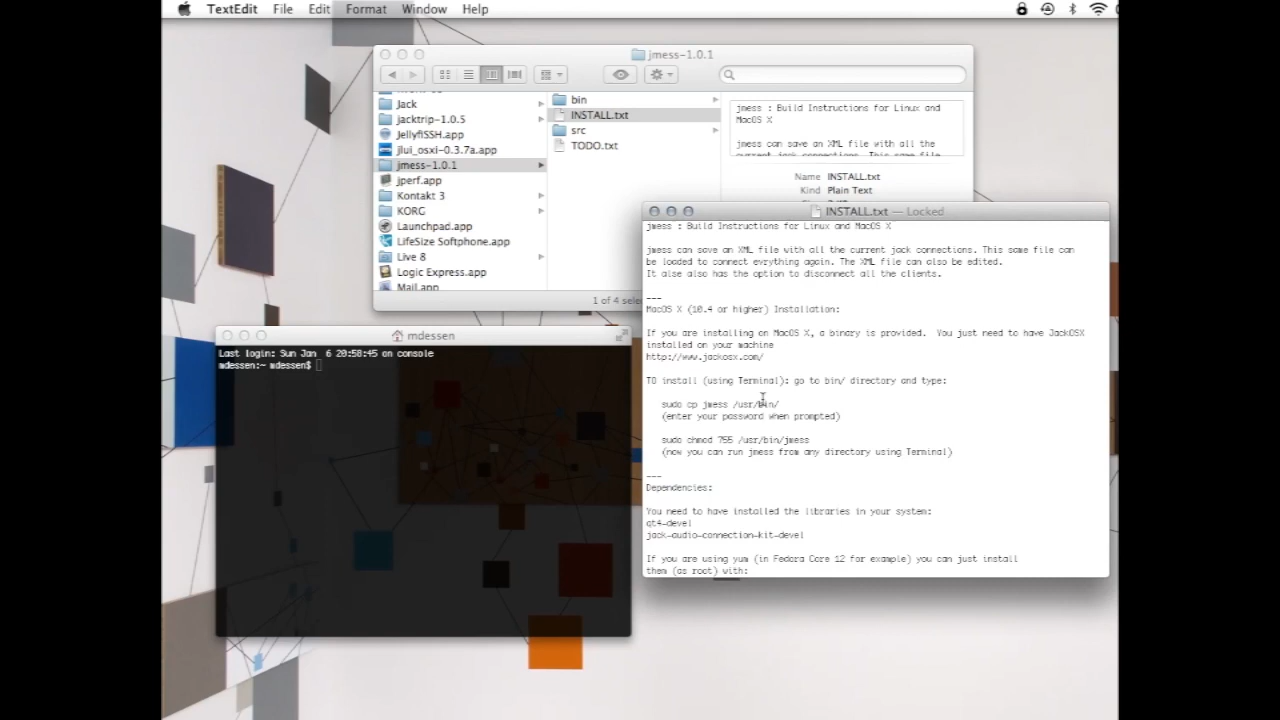 TextEdit File Edit Format Window Help
jmess-1.0.1
Jack
jacktrip-1.0.5
JellyfiSSH.app
jlui_osxi-0.3.7a.app
jmess-1.0.1
jperf.app
Kontakt 3
KORG
Launchpad.app
LifeSize Softphone.app
Live 8
Logic Express.app
Mail.app
bin
INSTALL.txt
src
TODO.txt
jmess : Build Instructions for Linux and
MacOS X
jmess can save an XML file with all the
current jack connections. This same file
Name INSTALL.txt
Kind Plain Text
1 of 4
INSTALL.txt — Locked
jmess : Build Instructions for Linux and MacOS X
jmess can save an XML file with all the current jack connections. This same file can
be loaded to connect evrything again. The XML file can also be edited.
It alse also has the option to disconnect all the clients.
---
MacOS X (10.4 or higher) Installation:
If you are installing on MacOS X, a binary is provided. You just need to have JackOSX
installed on your machine
http://www.jackosx.com/
TO install (using Terminal): go to bin/ directory and type:
sudo cp jmess /usr/bin/
(enter your password when prompted)
sudo chmod 755 /usr/bin/jmess
(now you can run jmess from any directory using Terminal)
---
Dependencies:
You need to have installed the libraries in your system:
qt4-devel
jack-audio-connection-kit-devel
If you are using yum (in Fedora Core 12 for example) you can just install
them (as root) with:
mdessen
Last login: Sun Jan 6 20:58:45 on console
mdessen:~ mdessen$